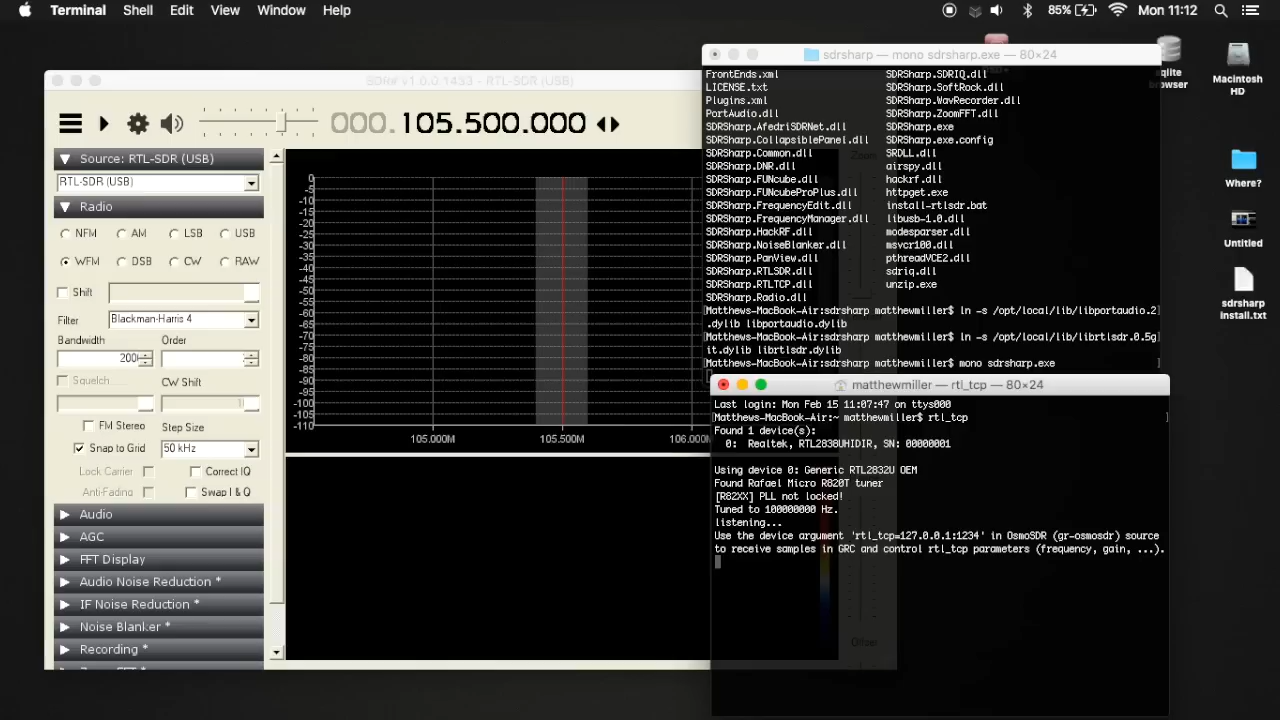 Terminal Shell Edit View Window Help
85% Mon 11:12
SDR# v1.0.0.1433 - RTL-SDR (USB)
000.105.500.000
Source: RTL-SDR (USB)
RTL-SDR (USB)
Radio
NFM AM LSB USB
WFM DSB CW RAW
Shift
Filter Blackman-Harris 4
Bandwidth Order
200
Squelch CW Shift
FM Stereo Step Size
Snap to Grid 50 kHz
Lock Carrier Correct IQ
Anti-Fading Swap I & Q
Audio
AGC
FFT Display
Audio Noise Reduction *
IF Noise Reduction *
Noise Blanker *
Recording *
0
-5
-10
-15
-20
-25
-30
-35
-40
-45
-50
-55
-60
-65
-70
-75
-80
-85
-90
-95
-100
-105
-110
105.000M 105.500M 106.000M
Zoom
Offset
sdrsharp — mono sdrsharp.exe — 80×24
FrontEnds.xml SDRSharp.SDRIQ.dll
LICENSE.txt SDRSharp.SoftRock.dll
Plugins.xml SDRSharp.WavRecorder.dll
PortAudio.dll SDRSharp.ZoomFFT.dll
SDRSharp.AfedriSDRNet.dll SDRSharp.exe
SDRSharp.CollapsiblePanel.dll SDRSharp.exe.config
SDRSharp.Common.dll SRDLL.dll
SDRSharp.DNR.dll airspy.dll
SDRSharp.FUNcube.dll hackrf.dll
SDRSharp.FUNcubeProPlus.dll httpget.exe
SDRSharp.FrequencyEdit.dll install-rtlsdr.bat
SDRSharp.FrequencyManager.dll libusb-1.0.dll
SDRSharp.HackRF.dll modesparser.dll
SDRSharp.NoiseBlanker.dll msvcr100.dll
SDRSharp.PanView.dll pthreadVCE2.dll
SDRSharp.RTLSDR.dll sdriq.dll
SDRSharp.RTLTCP.dll unzip.exe
SDRSharp.Radio.dll
[Matthews-MacBook-Air:sdrsharp matthewmiller$ ln -s /opt/local/lib/libportaudio.2]
.dylib libportaudio.dylib
[Matthews-MacBook-Air:sdrsharp matthewmiller$ ln -s /opt/local/lib/librtlsdr.0.5g]
it.dylib librtlsdr.dylib
[Matthews-MacBook-Air:sdrsharp matthewmiller$ mono sdrsharp.exe ]
matthewmiller — rtl_tcp — 80×24
Last login: Mon Feb 15 11:07:47 on ttys000
[Matthews-MacBook-Air:~ matthewmiller$ rtl_tcp ]
Found 1 device(s):
0: Realtek, RTL2838UHIDIR, SN: 00000001
Using device 0: Generic RTL2832U OEM
Found Rafael Micro R820T tuner
[R82XX] PLL not locked!
Tuned to 100000000 Hz.
listening...
Use the device argument 'rtl_tcp=127.0.0.1:1234' in OsmoSDR (gr-osmosdr) source
to receive samples in GRC and control rtl_tcp parameters (frequency, gain, ...).
sqlite
browser
Macintosh
HD
Where?
Untitled
sdrsharp
install.txt